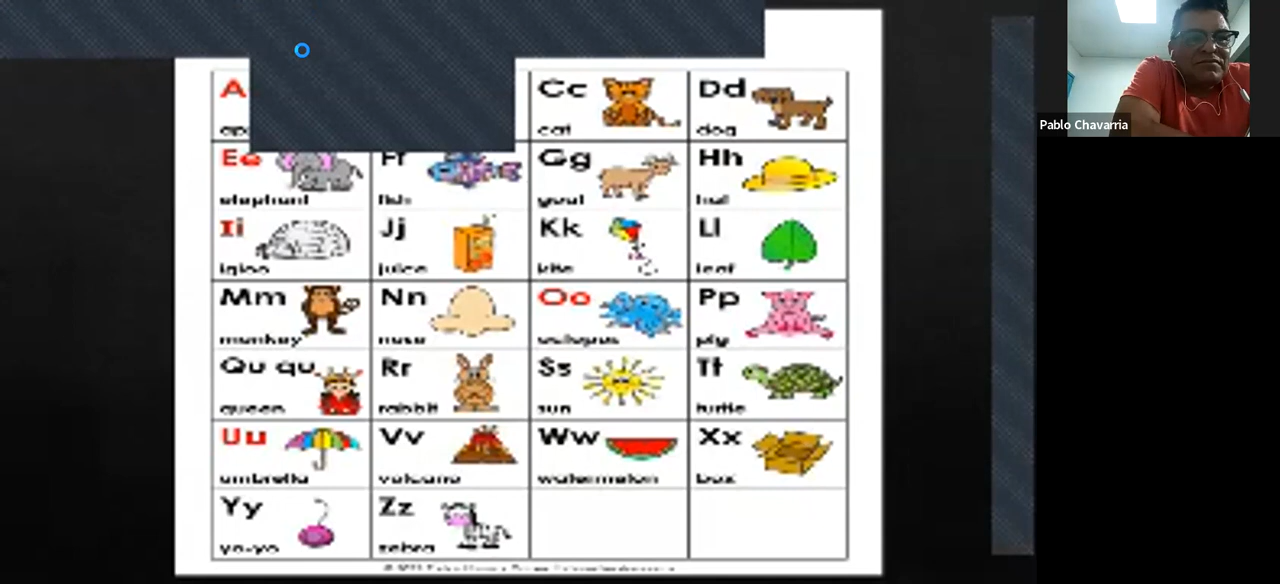 Pablo Chavarria
A Cc Dd
ap cat dog
Ee Ff Gg Hh
elephant fish goat hat
Ii Jj Kk Ll
igloo juice kite leaf
Mm Nn Oo Pp
monkey nose octopus pig
Qu qu Rr Ss Tt
queen rabbit sun turtle
Uu Vv Ww Xx
umbrella volcano watermelon box
Yy Zz
yo-yo zebra